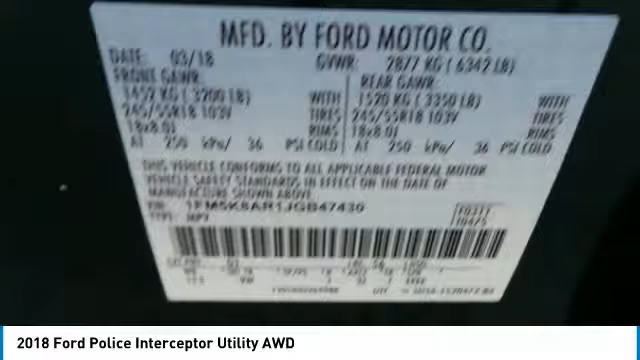 MFD. BY FORD MOTOR CO.
DATE: 03/18 GVWR: 2877 KG ( 6342 LB)
FRONT GAWR: REAR GAWR:
1452 KG ( 3200 LB) WITH 1520 KG ( 3350 LB) WITH
245/55R18 103V TIRES 245/55R18 103V TIRES
18x8.0J RIMS 18x8.0J RIMS
AT 250 kPa/ 36 PSI COLD AT 250 kPa/ 36 PSI COLD
THIS VEHICLE CONFORMS TO ALL APPLICABLE FEDERAL MOTOR
VEHICLE SAFETY STANDARDS IN EFFECT ON THE DATE OF
MANUFACTURE SHOWN ABOVE.
VIN: 1FM5K8AR1JGB47430
TYPE: MPV
2018 Ford Police Interceptor Utility AWD